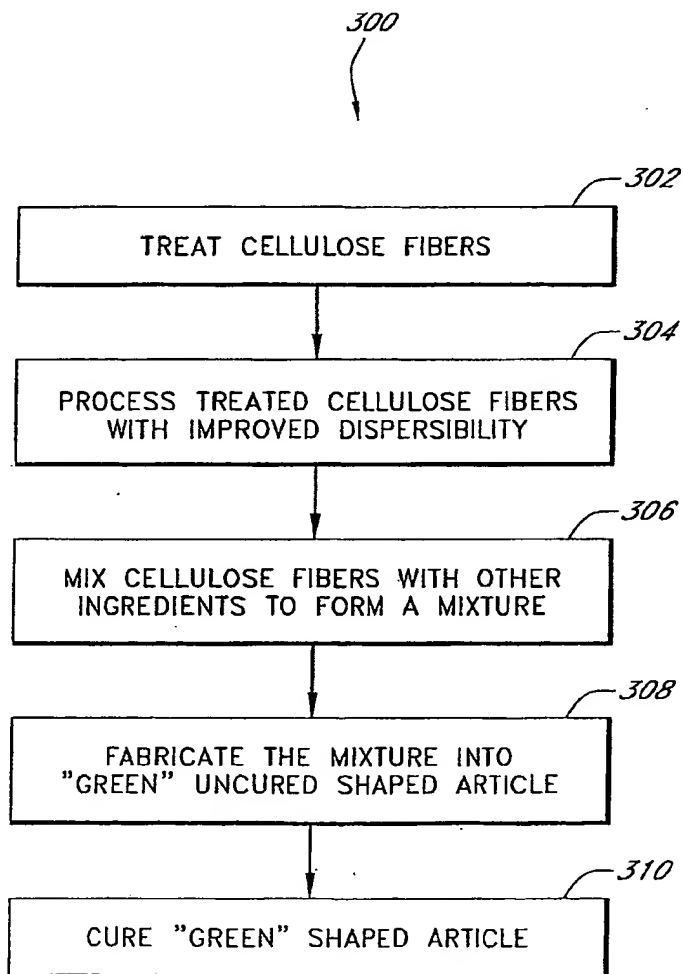 300
302
TREAT CELLULOSE FIBERS
304
PROCESS TREATED CELLULOSE FIBERS
WITH IMPROVED DISPERSIBILITY
306
MIX CELLULOSE FIBERS WITH OTHER
INGREDIENTS TO FORM A MIXTURE
308
FABRICATE THE MIXTURE INTO
"GREEN" UNCURED SHAPED ARTICLE
310
CURE "GREEN" SHAPED ARTICLE